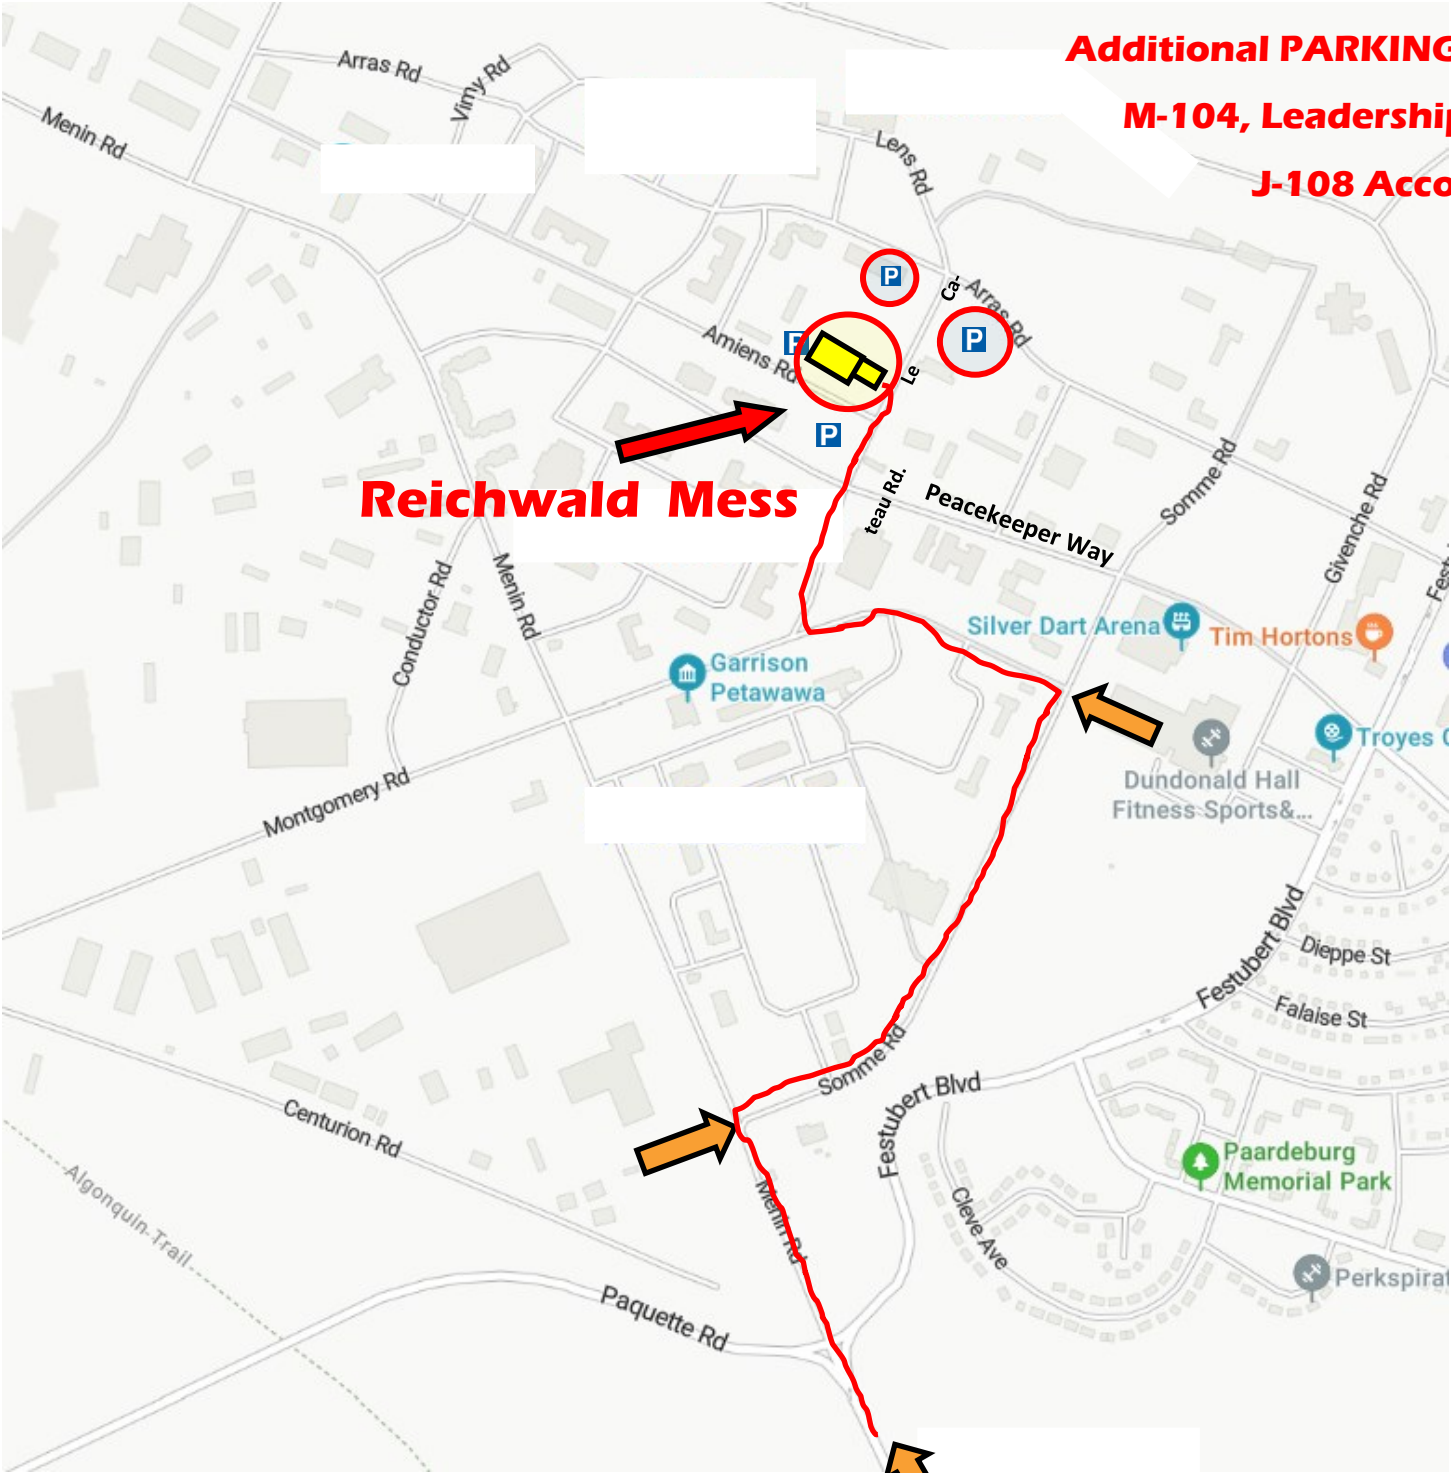 Additional PARKING
M-104, Leadership
J-108 Acco
Arras Rd
Vimy Rd
Menin Rd
Lens Rd
P
Ca-
Arras Rd
P
P
Amiens Rd
Le
P
Reichwald Mess
teau Rd.
Peacekeeper Way
Somme Rd
Givenche Rd
Fest
Menin Rd
Conductor Rd
Silver Dart Arena
Tim Hortons
Garrison
Petawawa
Troyes C
Dundonald Hall
Fitness Sports&...
Montgomery Rd
Festubert Blvd
Dieppe St
Falaise St
Somme Rd
Festubert Blvd
Centurion Rd
Paardeburg
Memorial Park
Algonquin Trail
Menin Rd
Cleve Ave
Perkspirat
Paquette Rd